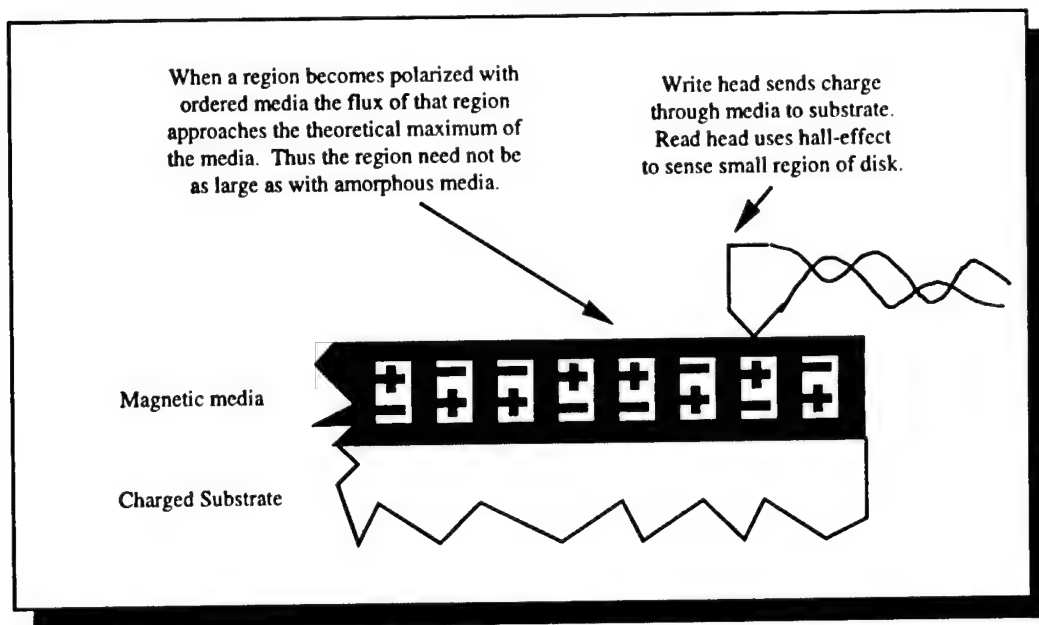 When a region becomes polarized with
ordered media the flux of that region
approaches the theoretical maximum of
the media. Thus the region need not be
as large as with amorphous media.
Write head sends charge
through media to substrate.
Read head uses hall-effect
to sense small region of disk.
+ − − + + − + −
Magnetic media
− + + − − + − +
Charged Substrate